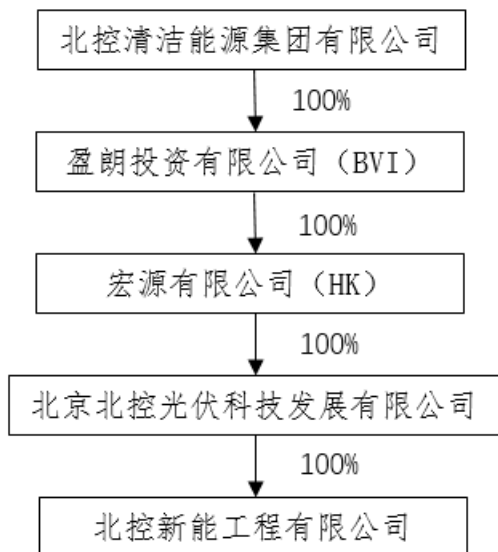 北控清洁能源集团有限公司
100%
盈朗投资有限公司（BVI）
100%
宏源有限公司（HK）
100%
北京北控光伏科技发展有限公司
100%
北控新能工程有限公司